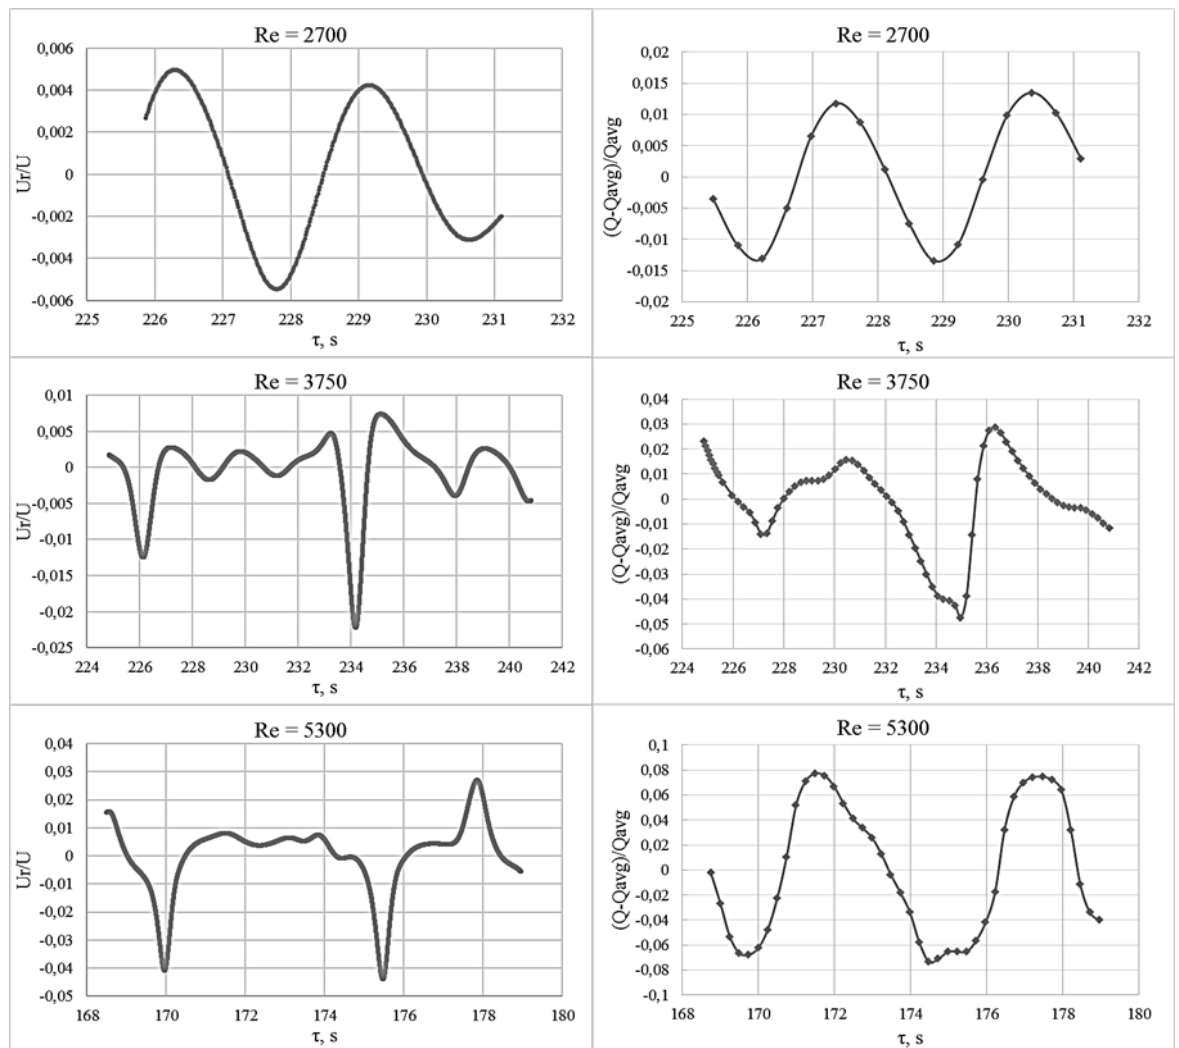 Re = 2700
Ur/U
0,006
0,004
0,002
0
-0,002
-0,004
-0,006
225 226 227 228 229 230 231 232
τ, s
Re = 2700
(Q-Qavg)/Qavg
0,02
0,015
0,01
0,005
0
-0,005
-0,01
-0,015
-0,02
225 226 227 228 229 230 231 232
τ, s
Re = 3750
Ur/U
0,01
0,005
0
-0,005
-0,01
-0,015
-0,02
-0,025
224 226 228 230 232 234 236 238 240 242
τ, s
Re = 3750
(Q-Qavg)/Qavg
0,04
0,03
0,02
0,01
0
-0,01
-0,02
-0,03
-0,04
-0,05
-0,06
224 226 228 230 232 234 236 238 240 242
τ, s
Re = 5300
Ur/U
0,04
0,03
0,02
0,01
0
-0,01
-0,02
-0,03
-0,04
-0,05
168 170 172 174 176 178 180
τ, s
Re = 5300
(Q-Qavg)/Qavg
0,1
0,08
0,06
0,04
0,02
0
-0,02
-0,04
-0,06
-0,08
-0,1
168 170 172 174 176 178 180
τ, s